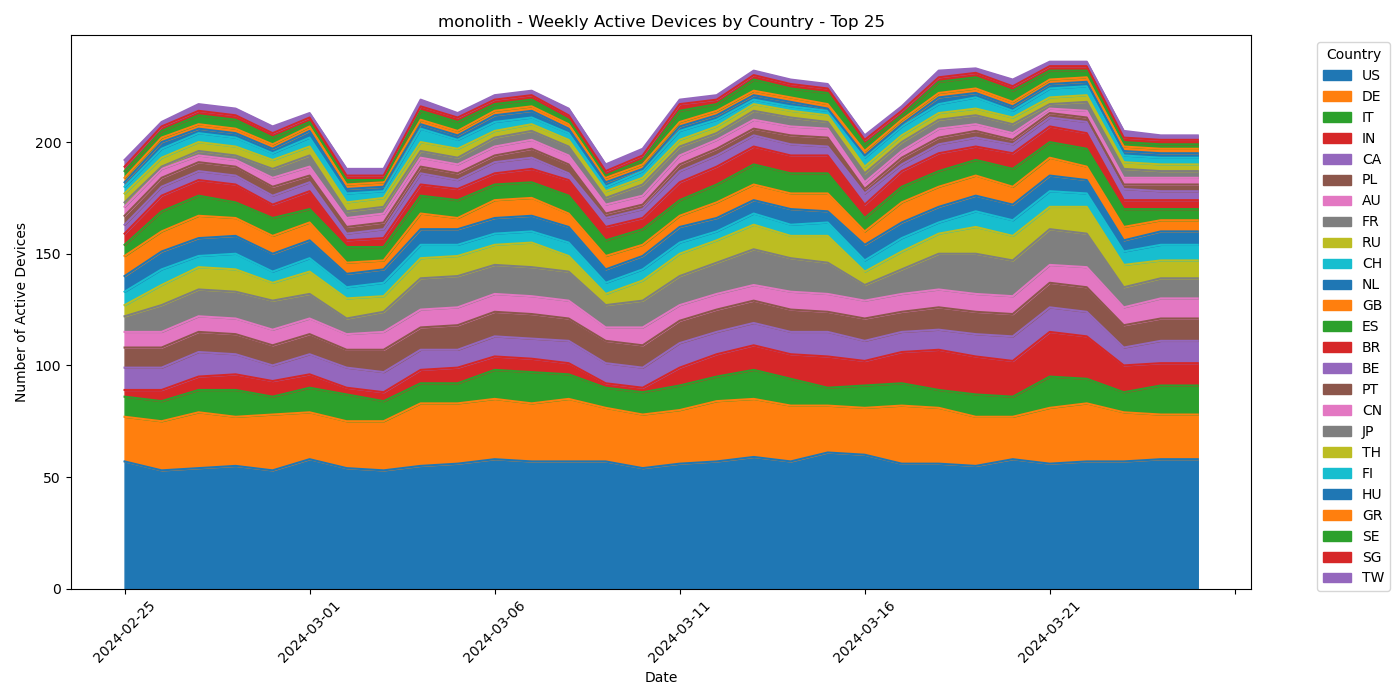 monolith - Weekly Active Devices by Country - Top 25
Number of Active Devices
200
150
100
50
0
2024-02-25
2024-03-01
2024-03-06
2024-03-11
2024-03-16
2024-03-21
Date
Country
US
DE
IT
IN
CA
PL
AU
FR
RU
CH
NL
GB
ES
BR
BE
PT
CN
JP
TH
FI
HU
GR
SE
SG
TW